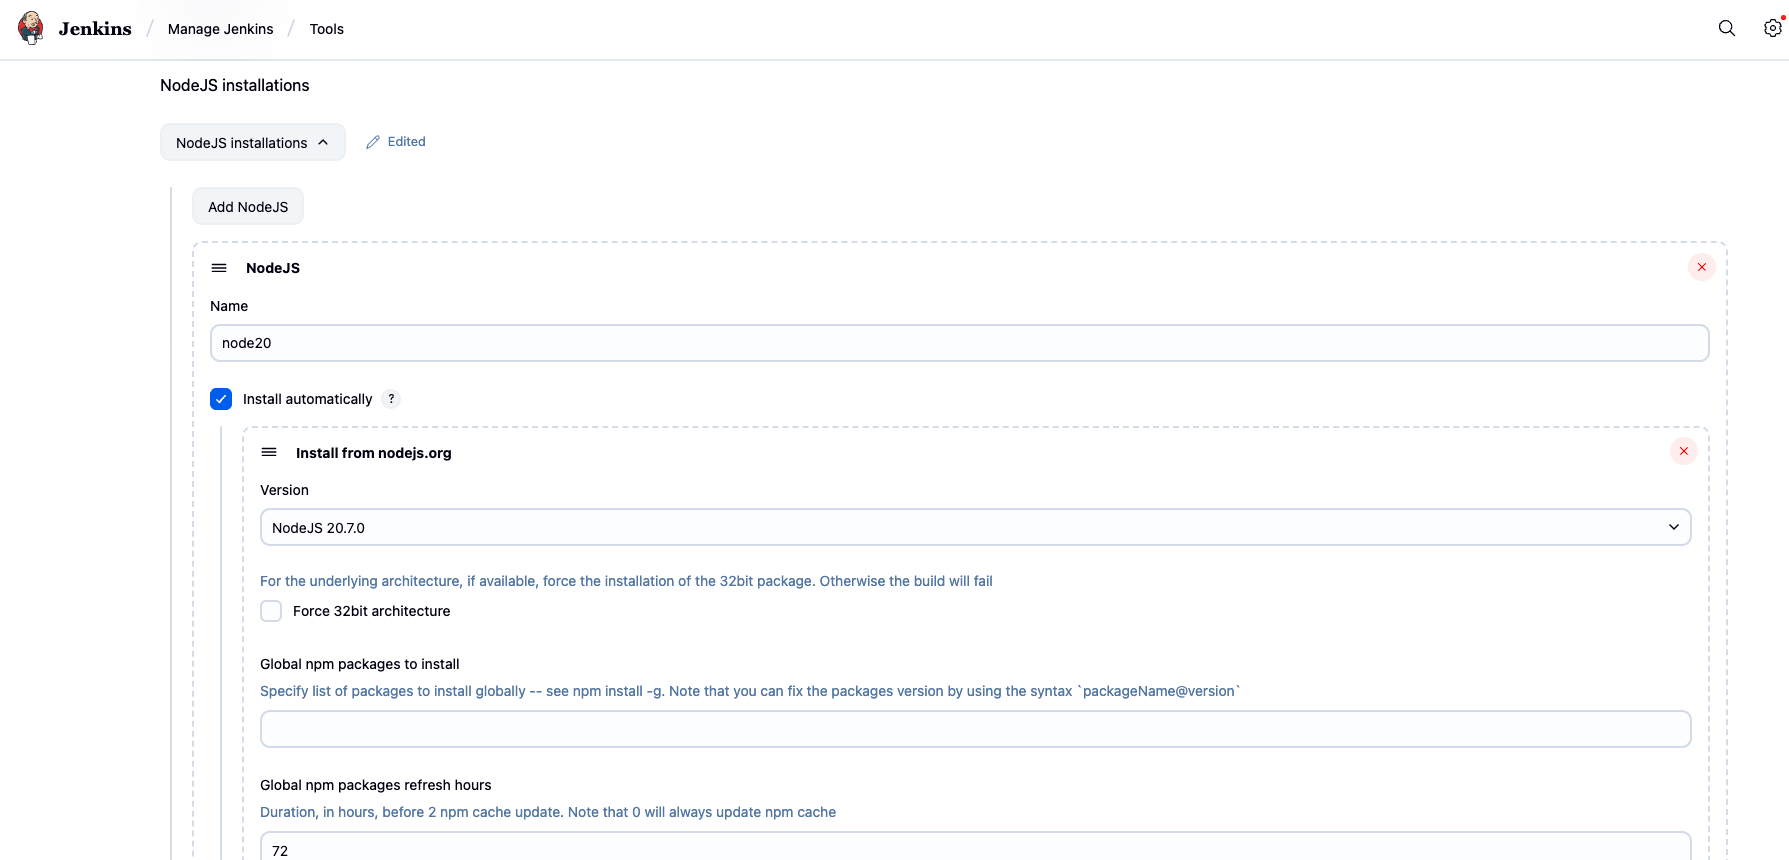 Jenkins / Manage Jenkins / Tools
NodeJS installations
NodeJS installations Edited
Add NodeJS
NodeJS
Name
node20
Install automatically ?
Install from nodejs.org
Version
NodeJS 20.7.0
For the underlying architecture, if available, force the installation of the 32bit package. Otherwise the build will fail
Force 32bit architecture
Global npm packages to install
Specify list of packages to install globally -- see npm install -g. Note that you can fix the packages version by using the syntax `packageName@version`
Global npm packages refresh hours
Duration, in hours, before 2 npm cache update. Note that 0 will always update npm cache
72